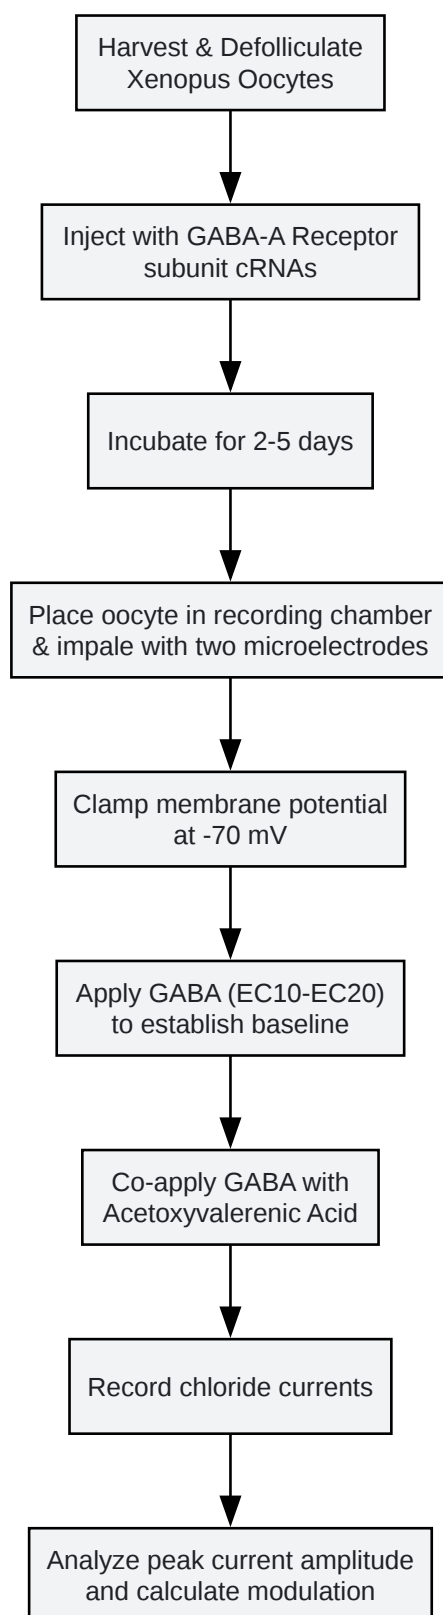 Harvest & Defolliculate
Xenopus Oocytes
Inject with GABA-A Receptor
subunit cRNAs
Incubate for 2-5 days
Place oocyte in recording chamber
& impale with two microelectrodes
Clamp membrane potential
at -70 mV
Apply GABA (EC10-EC20)
to establish baseline
Co-apply GABA with
Acetoxyvalerenic Acid
Record chloride currents
Analyze peak current amplitude
and calculate modulation